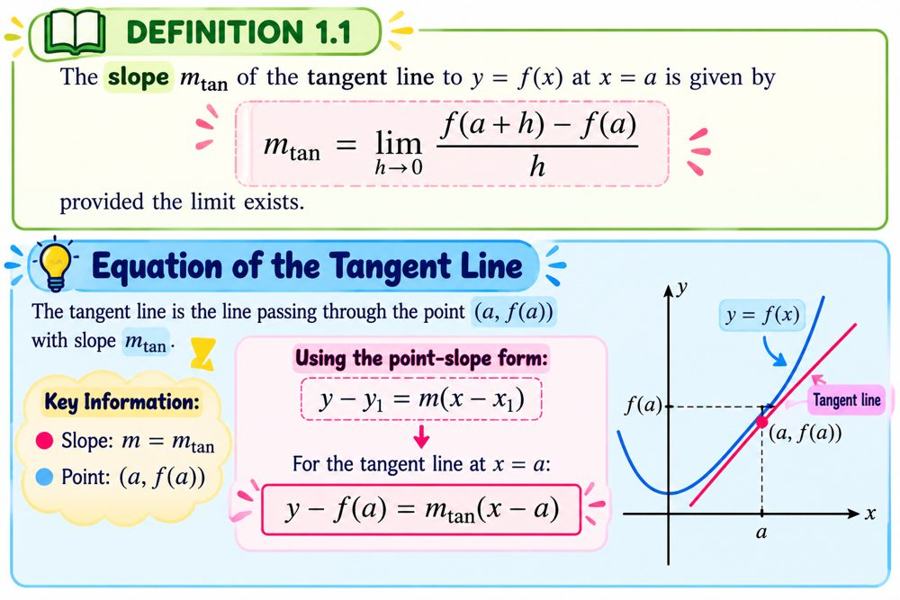 DEFINITION 1.1
The slope m_tan of the tangent line to y = f(x) at x = a is given by
m_tan = lim_{h→0} \frac{f(a + h) − f(a)}{h}
provided the limit exists.
Equation of the Tangent Line
The tangent line is the line passing through the point (a, f(a))
with slope m_tan.
Key Information:
Slope: m = m_tan
Point: (a, f(a))
Using the point-slope form:
y − y₁ = m(x − x₁)
For the tangent line at x = a:
y − f(a) = m_tan(x − a)
y
y = f(x)
Tangent line
f(a)
(a, f(a))
x
a